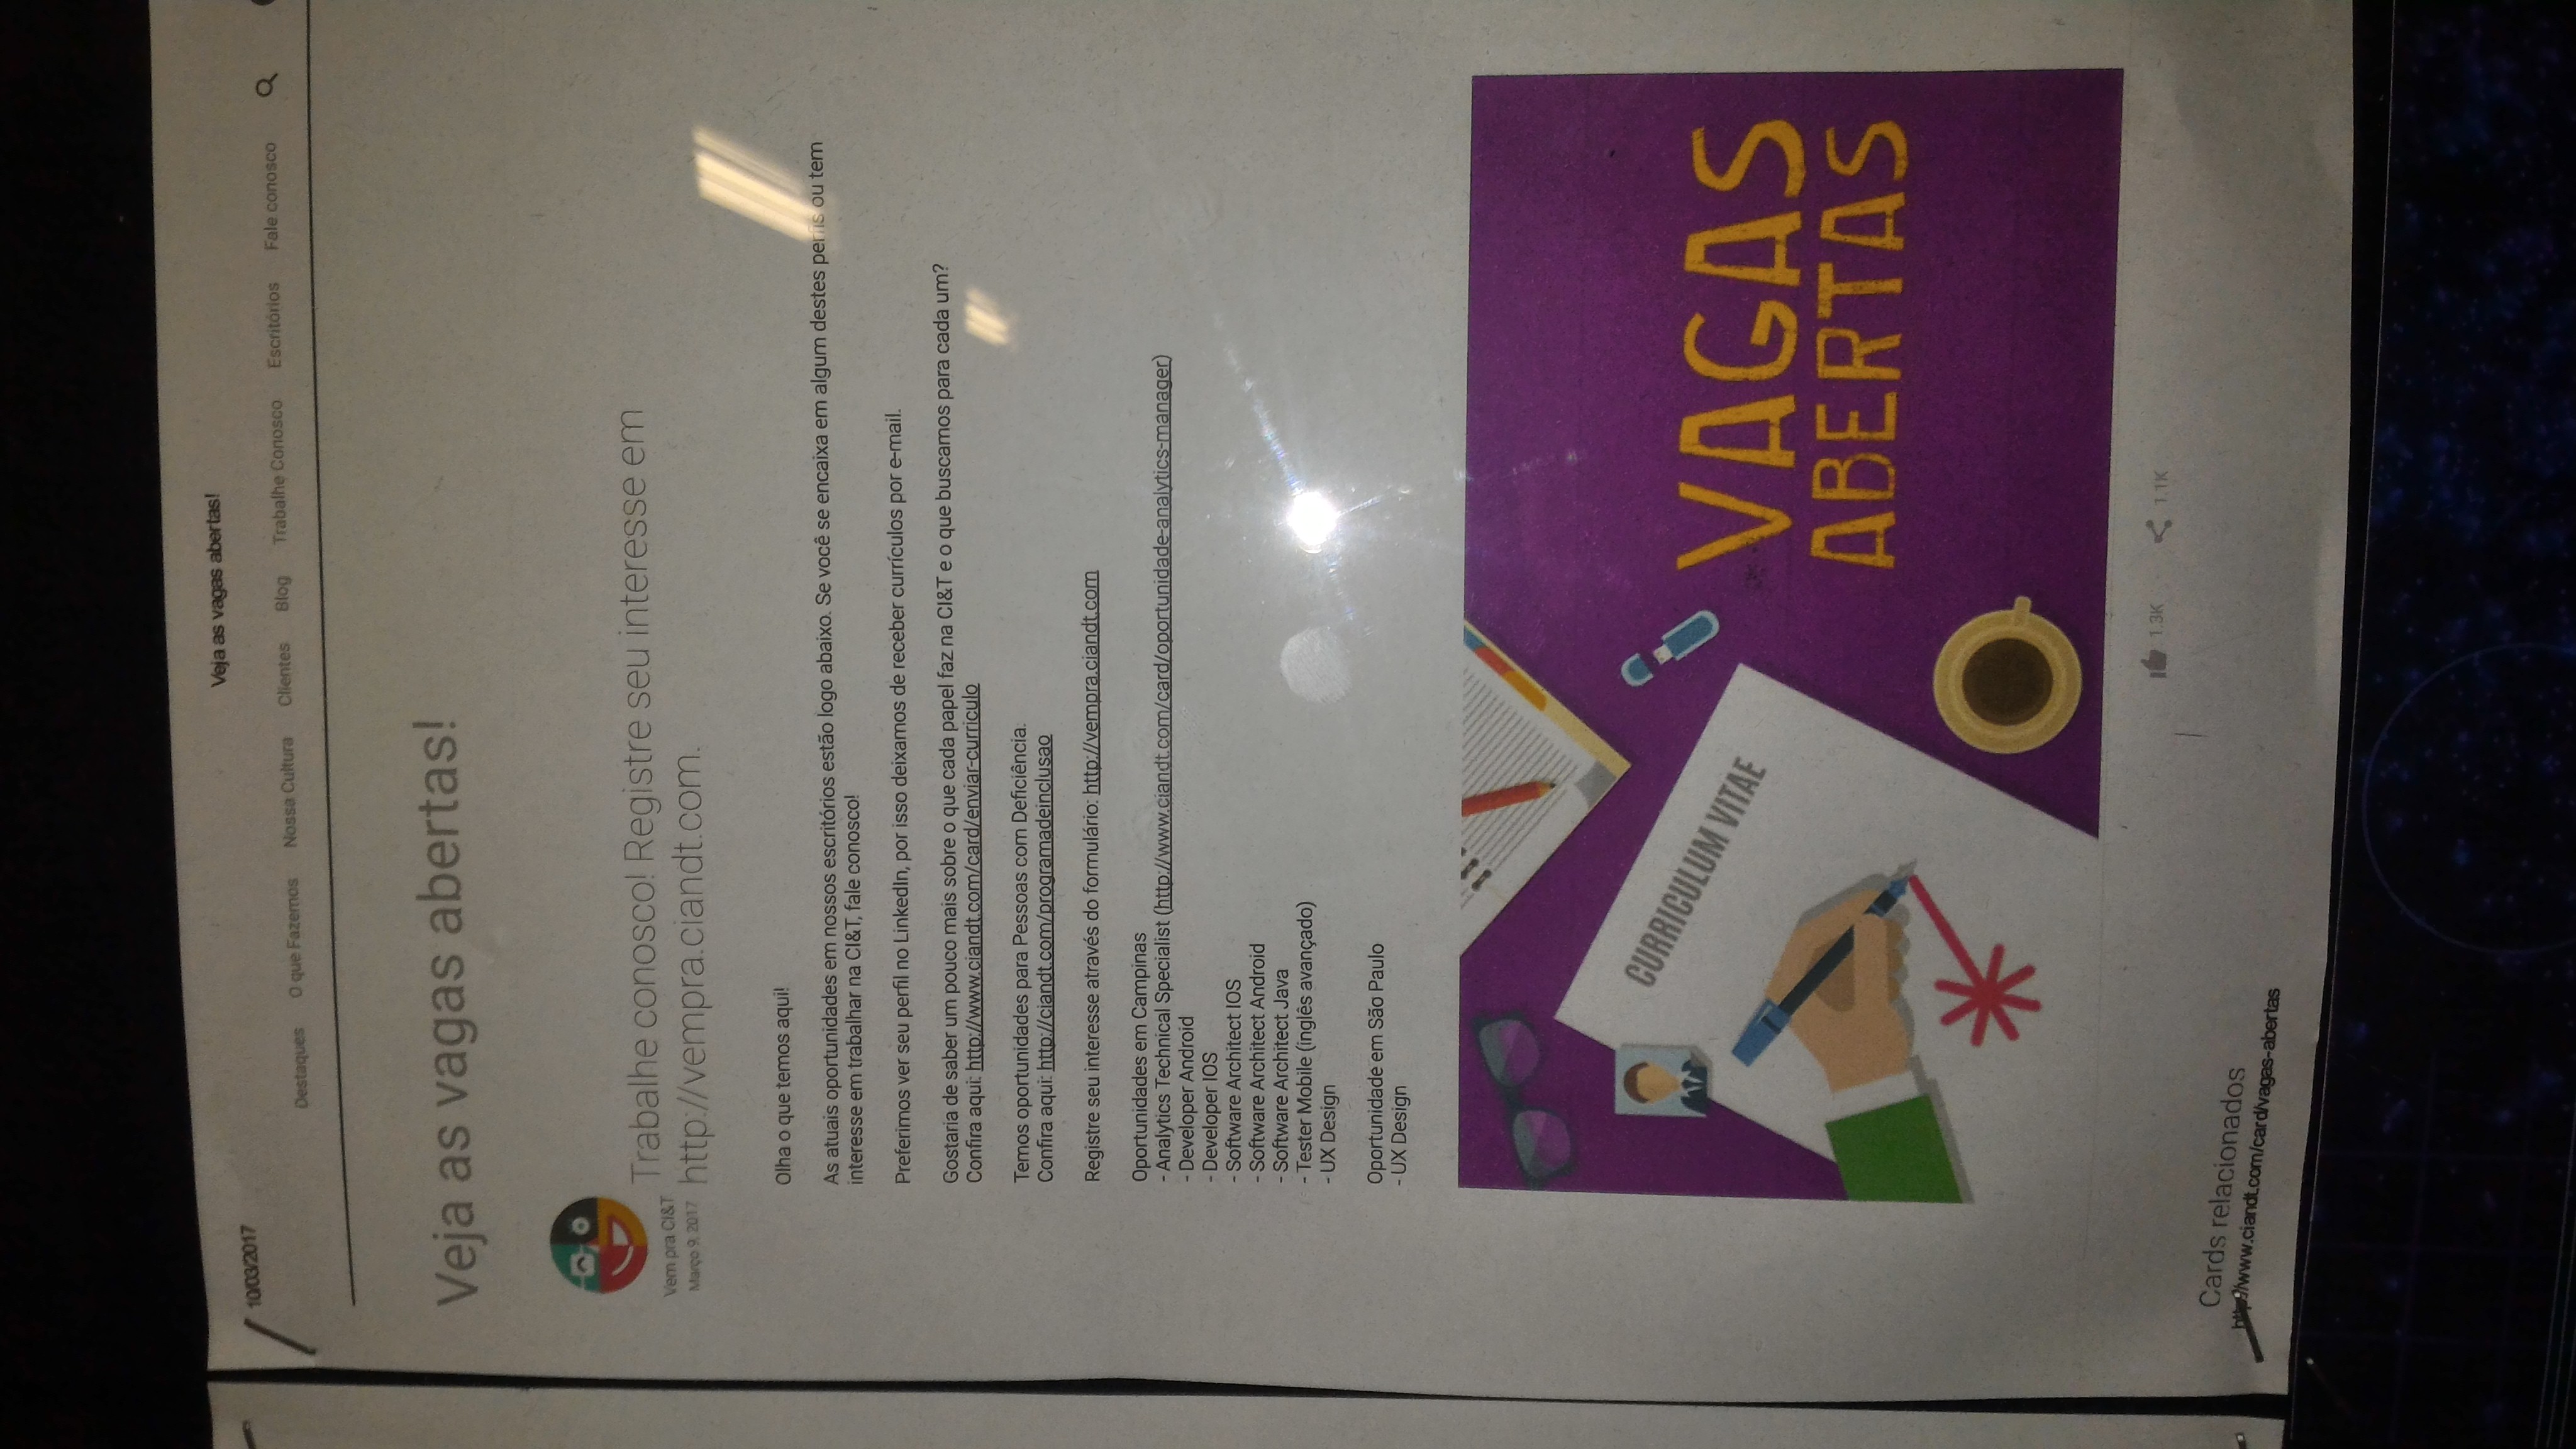 10/03/2017
Veja as vagas abertas!
Destaques O que Fazemos Nossa Cultura Clientes Blog Trabalhe Conosco Escritórios Fale conosco
Veja as vagas abertas!
Vem pra CI&T
Março 9, 2017
Trabalhe conosco! Registre seu interesse em
http://vempra.ciandt.com.
Olha o que temos aqui!
As atuais oportunidades em nossos escritórios estão logo abaixo. Se você se encaixa em algum destes perfis ou tem
interesse em trabalhar na CI&T, fale conosco!
Preferimos ver seu perfil no LinkedIn, por isso deixamos de receber currículos por e-mail.
Gostaria de saber um pouco mais sobre o que cada papel faz na CI&T e o que buscamos para cada um?
Confira aqui: http://www.ciandt.com/card/enviar-curriculo
Temos oportunidades para Pessoas com Deficiência.
Confira aqui: http://ciandt.com/programadeinclusao
Registre seu interesse através do formulário: http://vempra.ciandt.com
Oportunidades em Campinas
- Analytics Technical Specialist (http://www.ciandt.com/card/oportunidade-analytics-manager)
- Developer Android
- Developer IOS
- Software Architect IOS
- Software Architect Android
- Software Architect Java
- Tester Mobile (inglês avançado)
- UX Design
Oportunidade em São Paulo
- UX Design
CURRICULUM VITAE
VAGAS
ABERTAS
1.3K 1.1K
Cards relacionados
http://www.ciandt.com/card/vagas-abertas